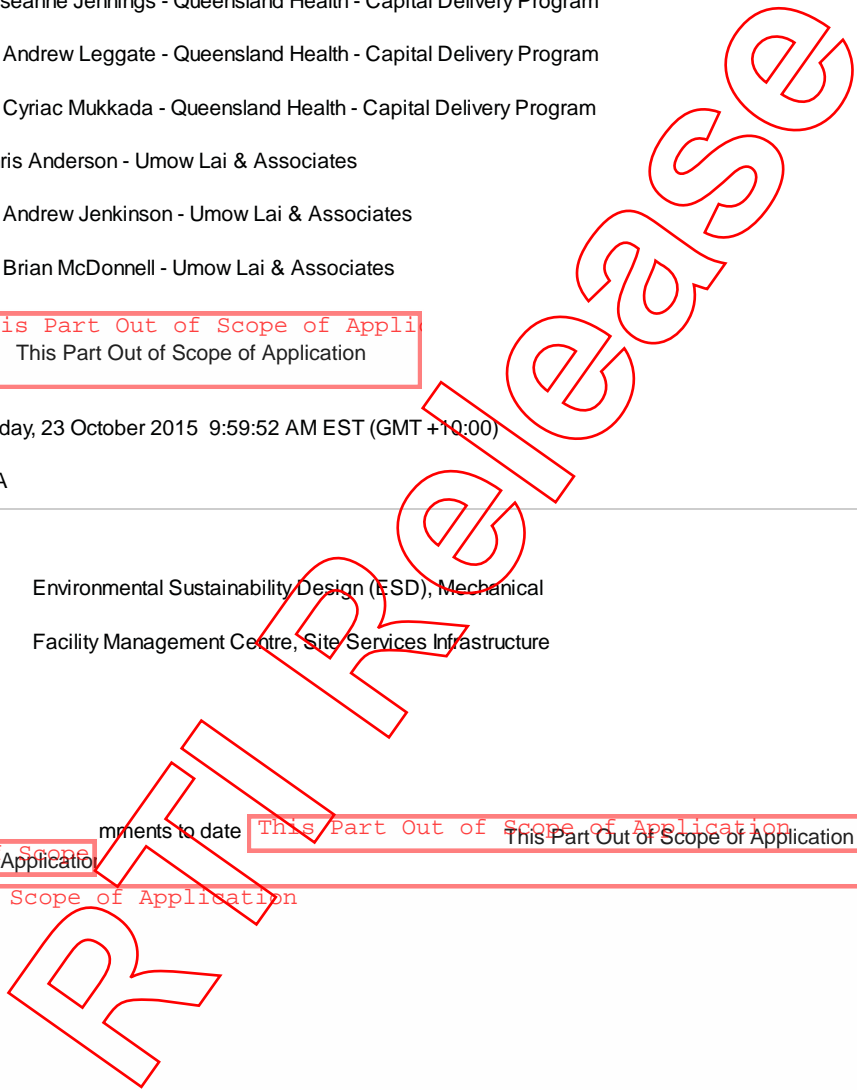 seanne Jennings - Queensland Health - Capital Delivery Program
Andrew Leggate - Queensland Health - Capital Delivery Program
Cyriac Mukkada - Queensland Health - Capital Delivery Program
ris Anderson - Umow Lai & Associates
Andrew Jenkinson - Umow Lai & Associates
Brian McDonnell - Umow Lai & Associates
is Part Out of Scope of Appli
This Part Out of Scope of Application
day, 23 October 2015 9:59:52 AM EST (GMT +10:00)
A
Environmental Sustainability Design (ESD), Mechanical
Facility Management Centre, Site Services Infrastructure
mments to date This Part Out of Scope of Application
This Part Out of Scope of Application
Scope
Application
Scope of Application
RTI Release